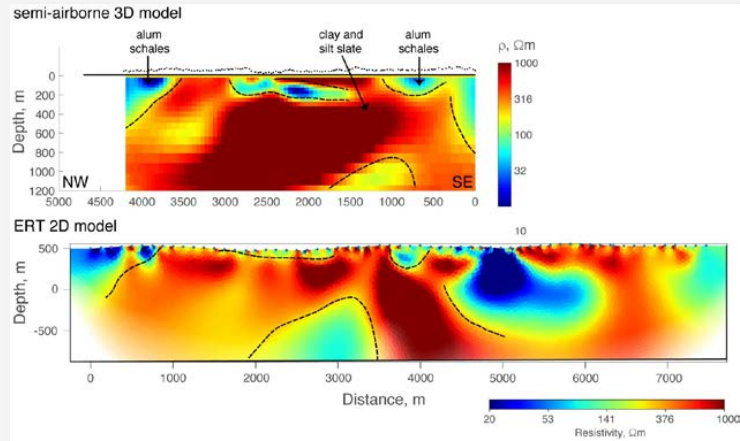 semi-airborne 3D model
alum
schales
clay and
silt slate
alum
schales
ρ, Ωm
1000
316
100
32
10
Depth, m
0
200
400
600
800
1000
1200
NW
SE
5000 4500 4000 3500 3000 2500 2000 1500 1000 500 0
ERT 2D model
Depth, m
500
0
-500
0 1000 2000 3000 4000 5000 6000 7000
Distance, m
20 53 141 376 1000
Resistivity, Ωm